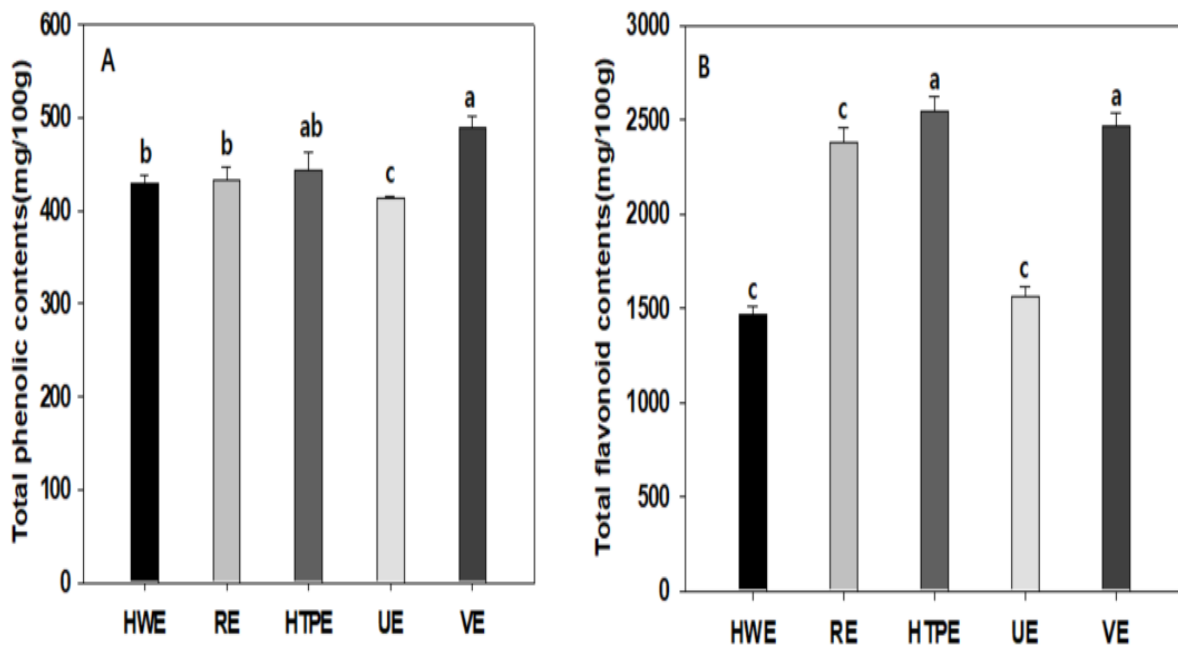 A
Total phenolic contents(mg/100g)
600
500
400
300
200
100
0
b
b
ab
c
a
HWE RE HTPE UE VE
B
Total flavonoid contents(mg/100g)
3000
2500
2000
1500
1000
500
0
c
c
a
c
a
HWE RE HTPE UE VE